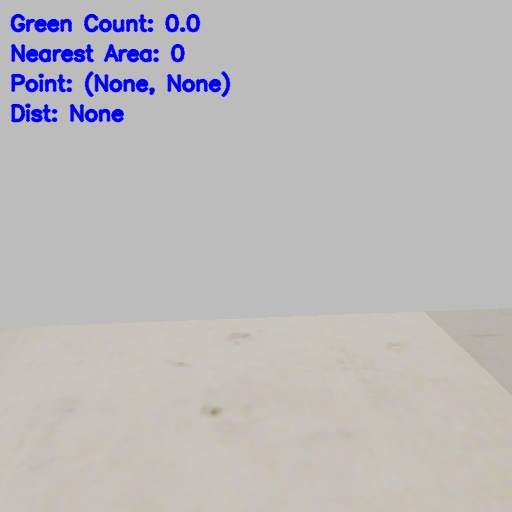 Green Count: 0.0
Nearest Area: 0
Point: (None, None)
Dist: None